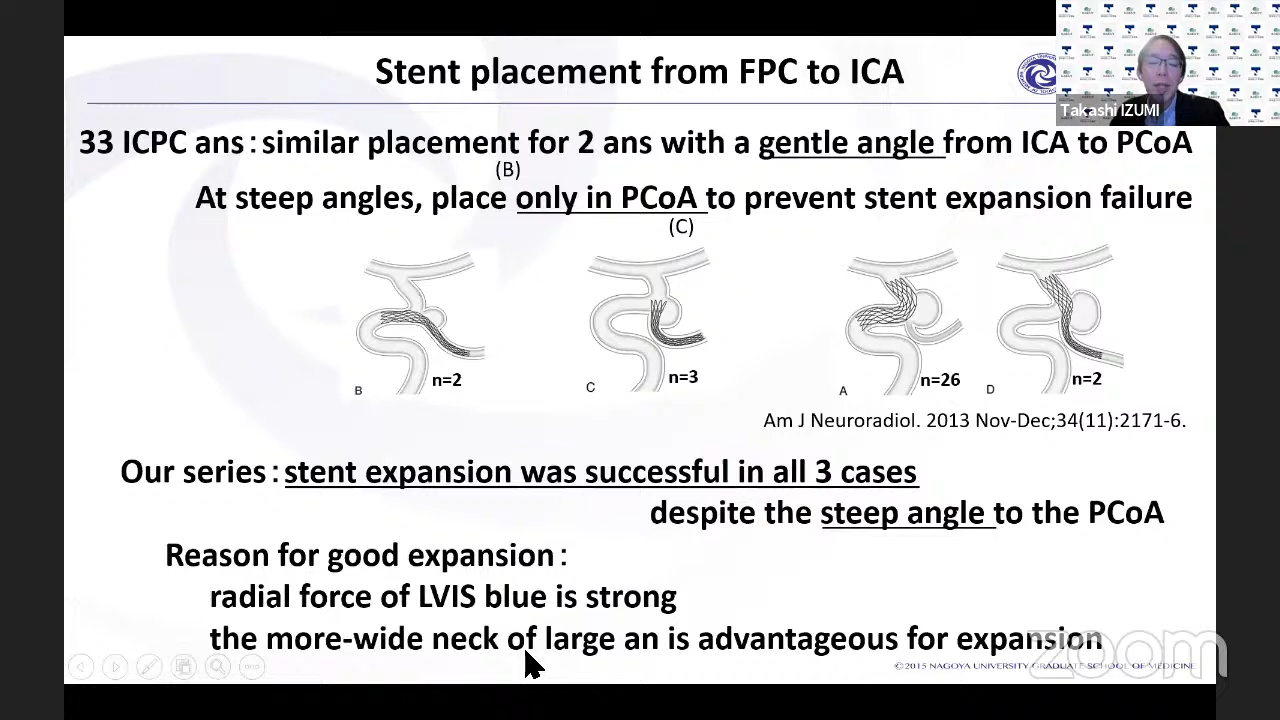 Stent placement from FPC to ICA
Takashi IZUMI
33 ICPC ans：similar placement for 2 ans with a gentle angle from ICA to PCoA
(B)
At steep angles, place only in PCoA to prevent stent expansion failure
(C)
B
n=2
C
n=3
A
n=26
D
n=2
Am J Neuroradiol. 2013 Nov-Dec;34(11):2171-6.
Our series：stent expansion was successful in all 3 cases
despite the steep angle to the PCoA
Reason for good expansion：
radial force of LVIS blue is strong
the more-wide neck of large an is advantageous for expansion
©2015 NAGOYA UNIVERSITY GRADUATE SCHOOL OF MEDICINE
zoom